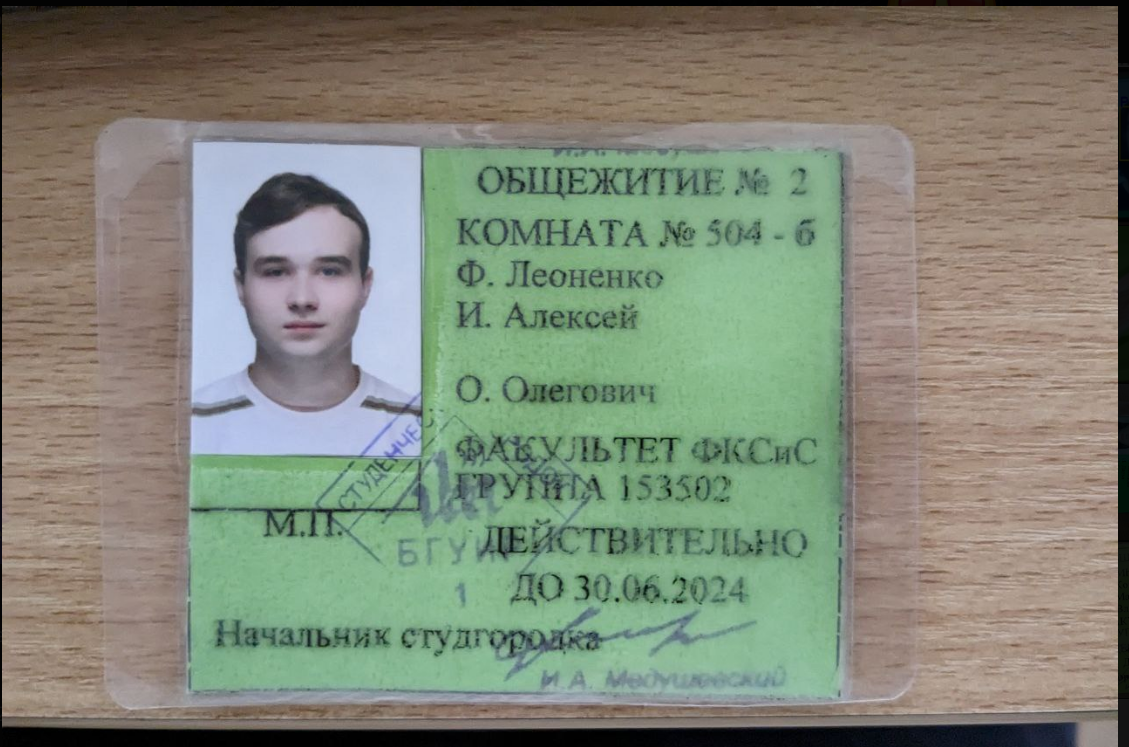 ОБЩЕЖИТИЕ № 2
КОМНАТА № 504 - б
Ф. Леоненко
И. Алексей
О. Олегович
ФАКУЛЬТЕТ ФКСиС
ГРУППА 153502
М.П.
ДЕЙСТВИТЕЛЬНО
ДО 30.06.2024
БГУИР
1
Начальник студгородка
И.А. Медушевский